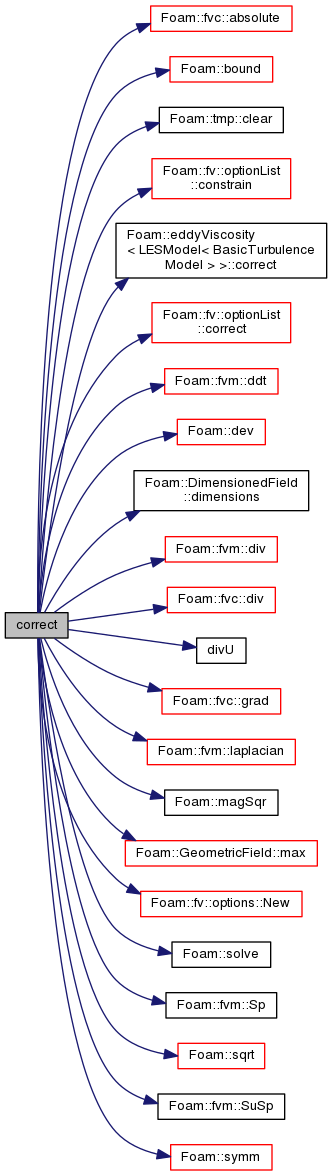 Foam::fvc::absolute
Foam::bound
Foam::tmp::clear
Foam::fv::optionList
::constrain
Foam::eddyViscosity
< LESModel< BasicTurbulence
Model > >::correct
Foam::fv::optionList
::correct
Foam::fvm::ddt
Foam::dev
Foam::DimensionedField
::dimensions
Foam::fvm::div
Foam::fvc::div
correct
divU
Foam::fvc::grad
Foam::fvm::laplacian
Foam::magSqr
Foam::GeometricField::max
Foam::fv::options::New
Foam::solve
Foam::fvm::Sp
Foam::sqrt
Foam::fvm::SuSp
Foam::symm